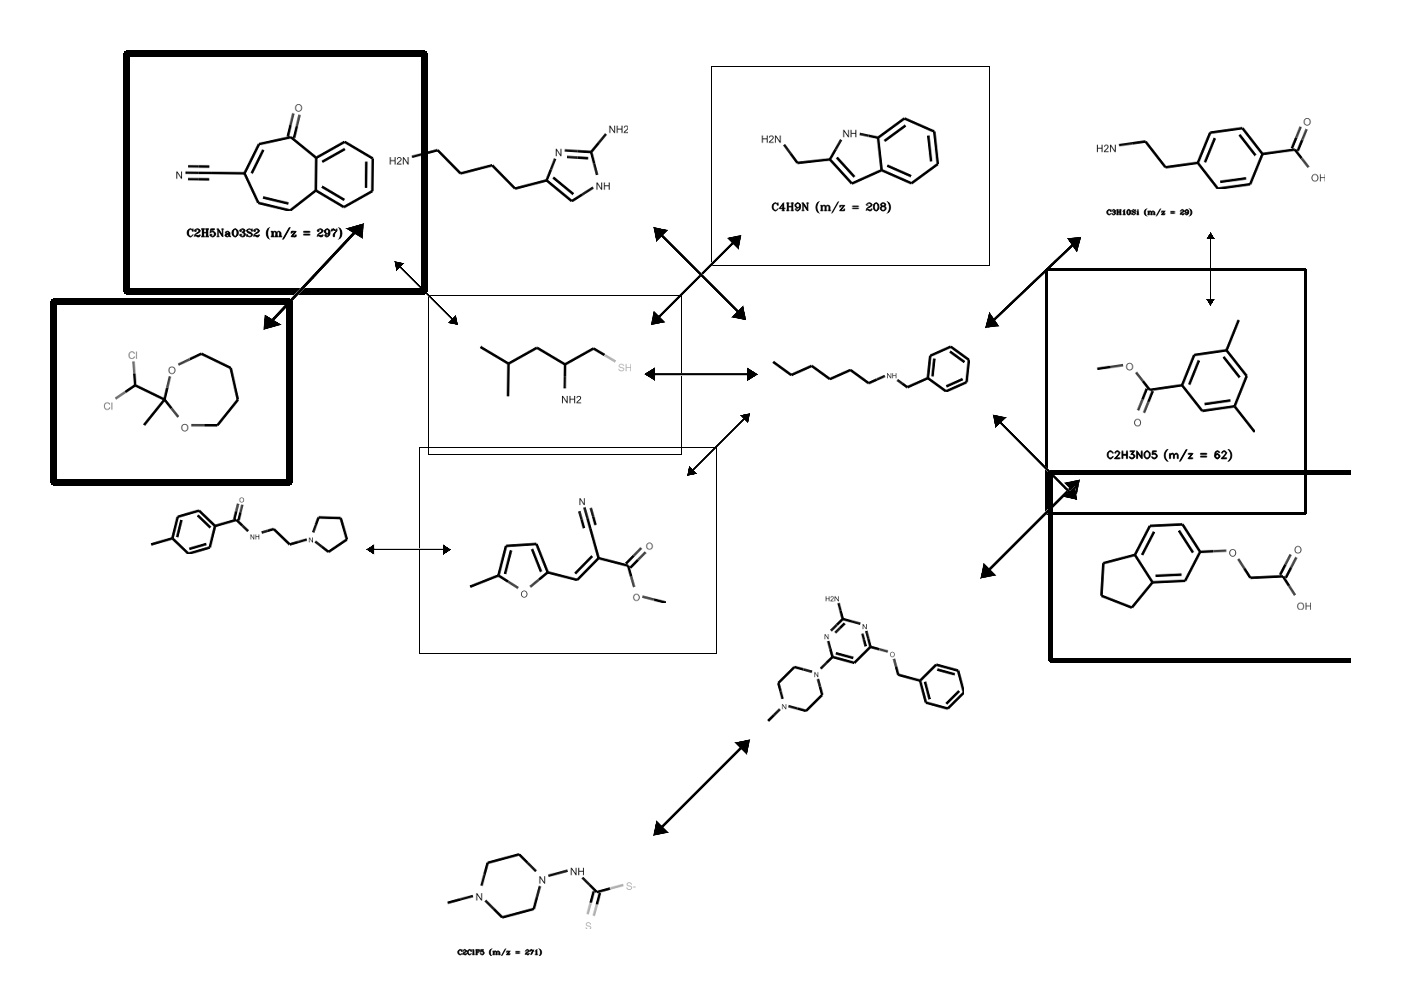 O
N
C2H5NaO3S2 (m/z = 297)
H2N
N
NH2
NH
H2N
NH
C4H9N (m/z = 208)
H2N
O
OH
C3H10Si (m/z = 29)
Cl
Cl
O
O
SH
NH2
NH
O
O
C2H3NO5 (m/z = 62)
O
NH
N
N
O
O
O
O
O
OH
H2N
N
N
O
N
N
N
N
NH
S-
S
C2ClF5 (m/z = 271)